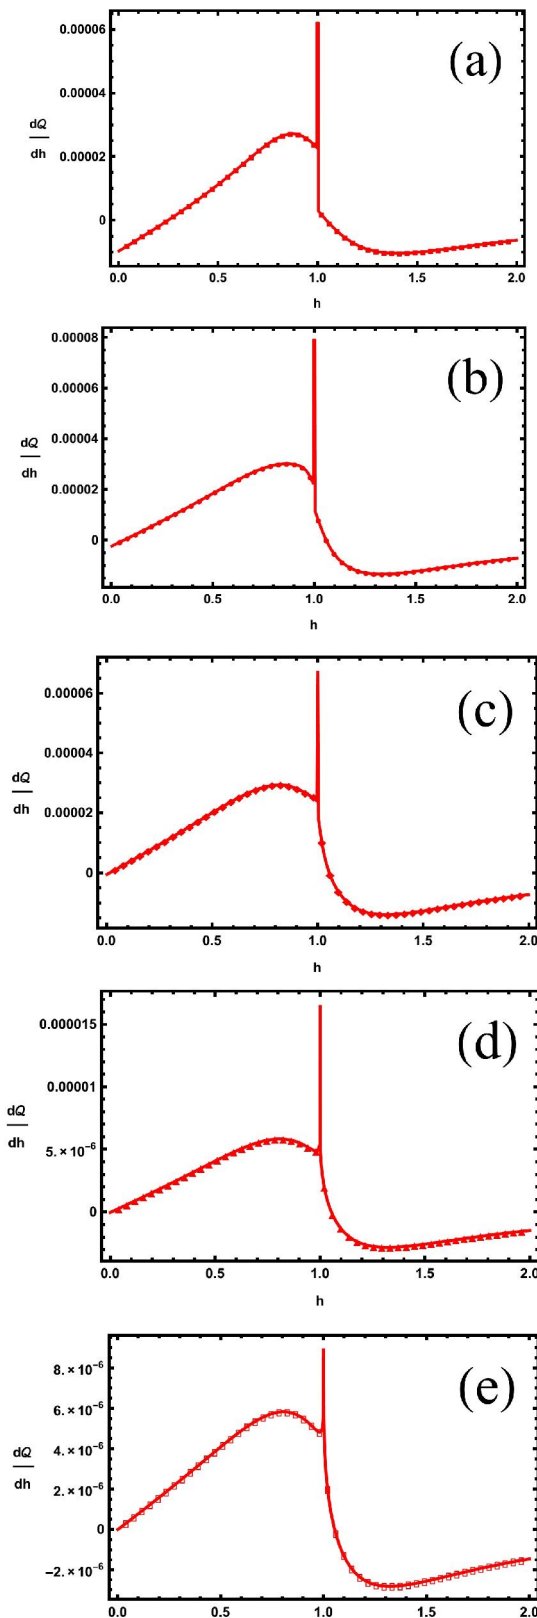 (a)
0.00006
0.00004
dQ
dh
0.00002
0
0.0 0.5 1.0 1.5 2.0
h
(b)
0.00008
0.00006
0.00004
dQ
dh
0.00002
0
0.0 0.5 1.0 1.5 2.0
h
(c)
0.00006
0.00004
dQ
dh
0.00002
0
0.0 0.5 1.0 1.5 2.0
h
(d)
0.000015
0.00001
dQ
dh
5. × 10⁻⁶
0
0.0 0.5 1.0 1.5 2.0
h
(e)
8. × 10⁻⁶
6. × 10⁻⁶
4. × 10⁻⁶
dQ
dh
2. × 10⁻⁶
0
-2. × 10⁻⁶
0.0 0.5 1.0 1.5 2.0